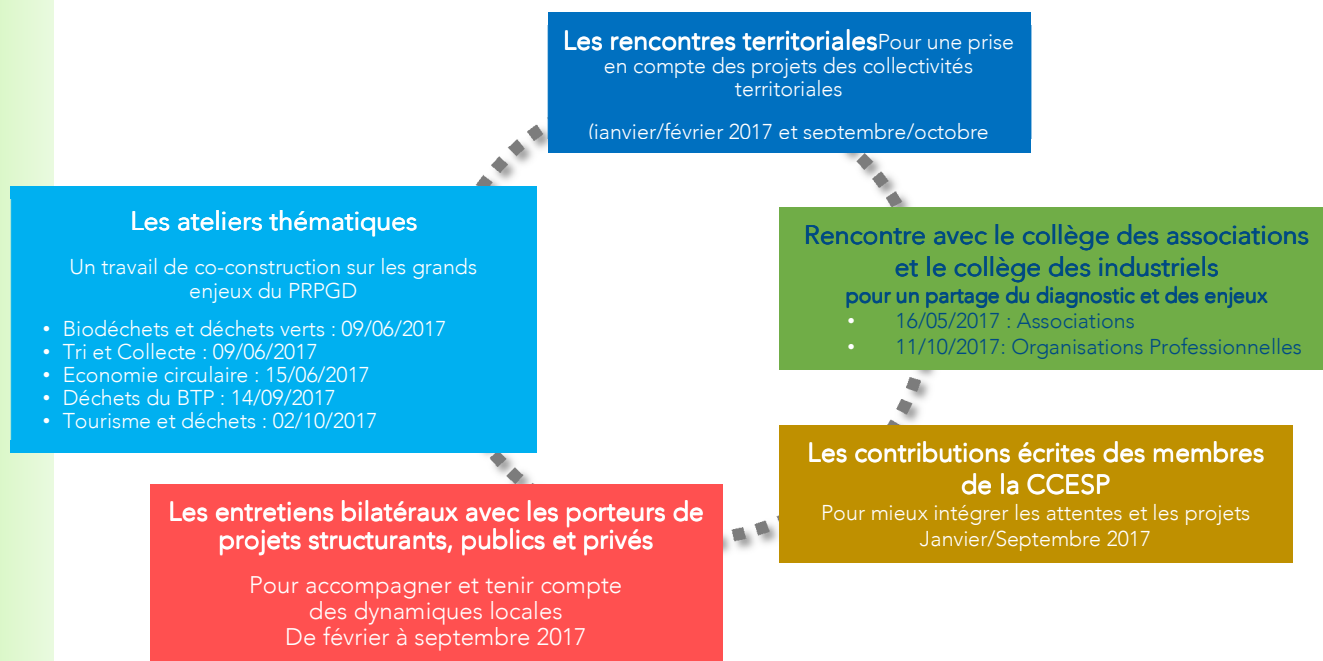 Les rencontres territorialesPour une prise
en compte des projets des collectivités
territoriales
(janvier/février 2017 et septembre/octobre
Les ateliers thématiques
Un travail de co-construction sur les grands
enjeux du PRPGD
• Biodéchets et déchets verts : 09/06/2017
• Tri et Collecte : 09/06/2017
• Economie circulaire : 15/06/2017
• Déchets du BTP : 14/09/2017
• Tourisme et déchets : 02/10/2017
Rencontre avec le collège des associations
et le collège des industriels
pour un partage du diagnostic et des enjeux
• 16/05/2017 : Associations
• 11/10/2017: Organisations Professionnelles
Les contributions écrites des membres
de la CCESP
Pour mieux intégrer les attentes et les projets
Janvier/Septembre 2017
Les entretiens bilatéraux avec les porteurs de
projets structurants, publics et privés
Pour accompagner et tenir compte
des dynamiques locales
De février à septembre 2017